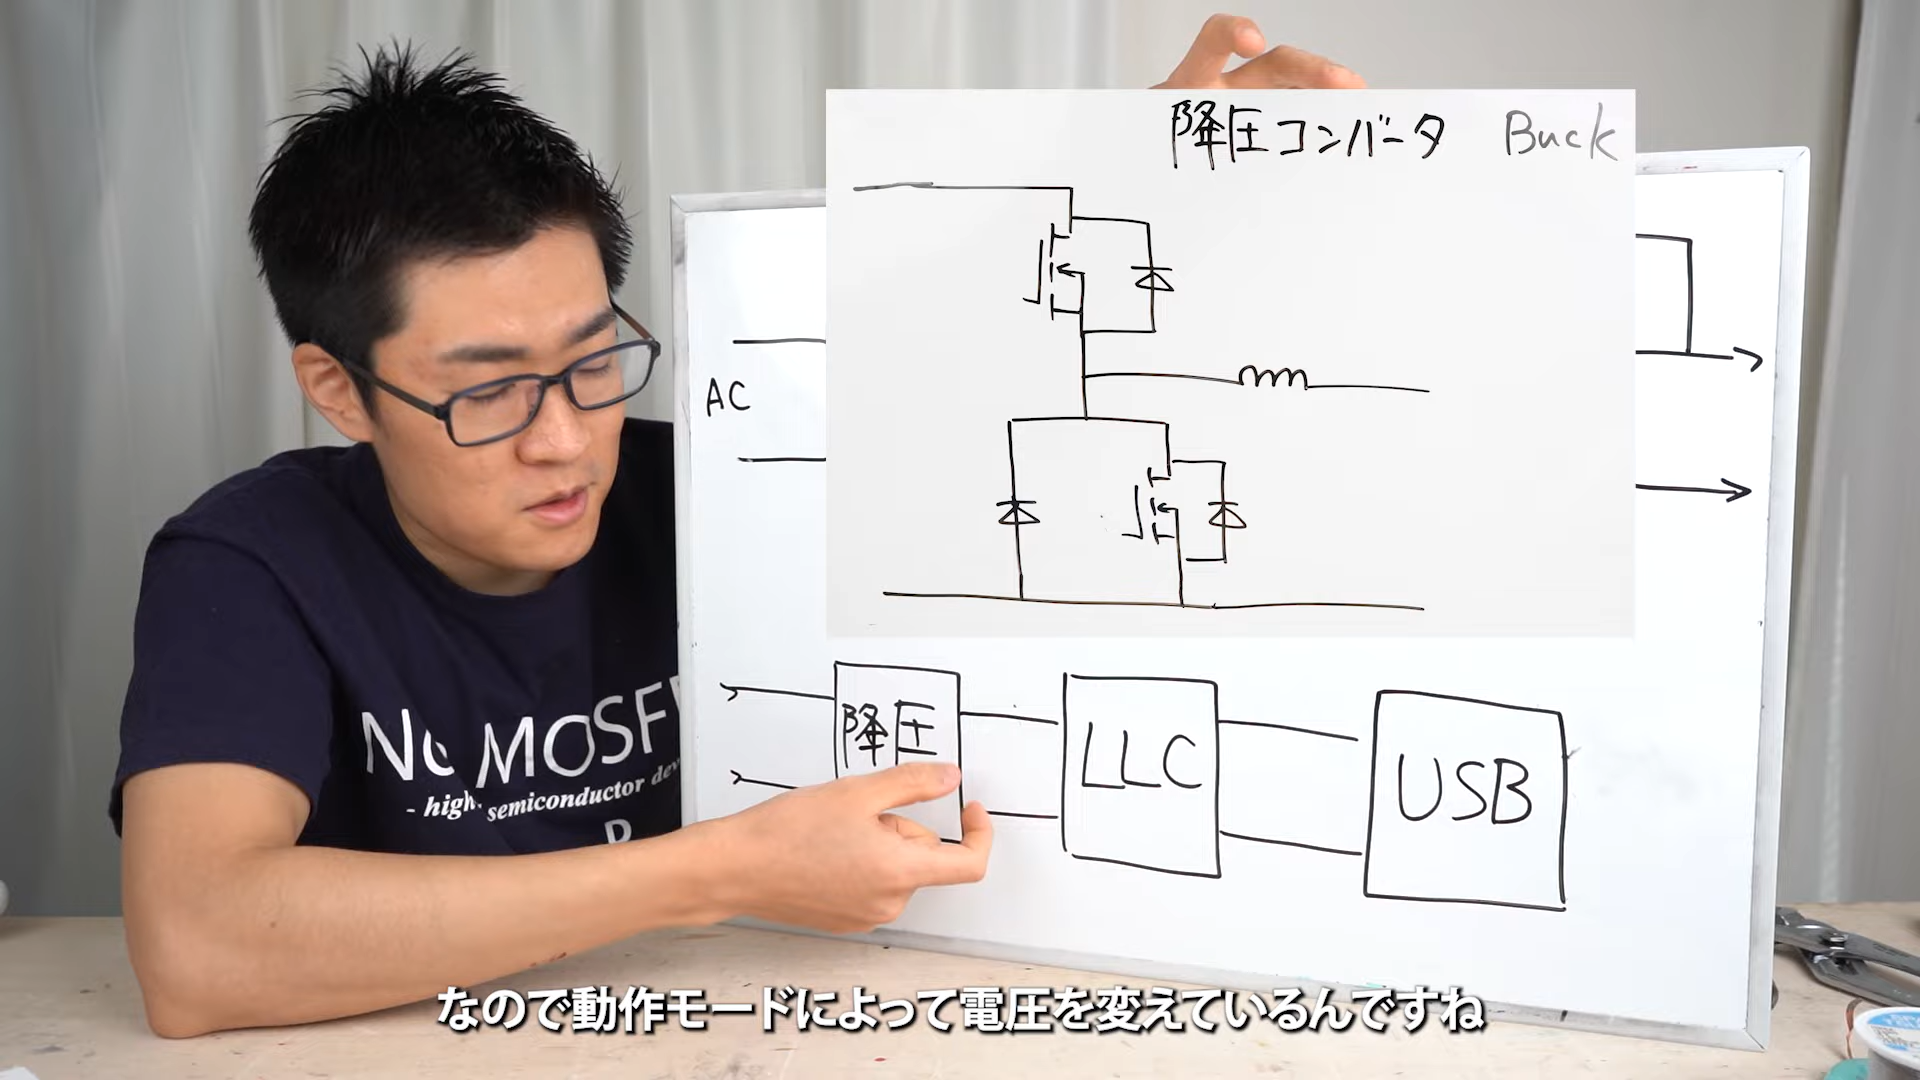 降圧コンバータ Buck
AC
降圧
LLC
USB
MOSF
- high
semiconductor dev
なので動作モードによって電圧を変えているんですね